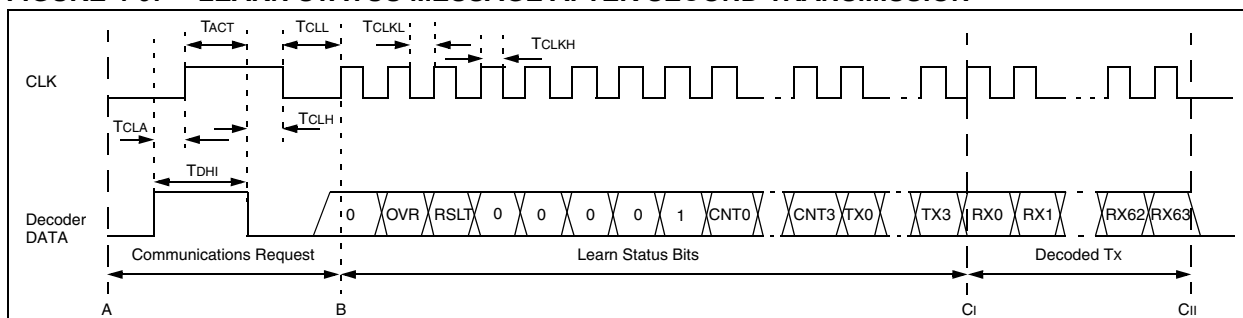 TACT TCLL TCLKL TCLKH
CLK
TCLA TCLH
TDHI
Decoder
DATA
0 OVR RSLT 0 0 0 0 1 CNT0 CNT3 TX0 TX3 RX0 RX1 RX62 RX63
Communications Request Learn Status Bits Decoded TX
A B CI CII